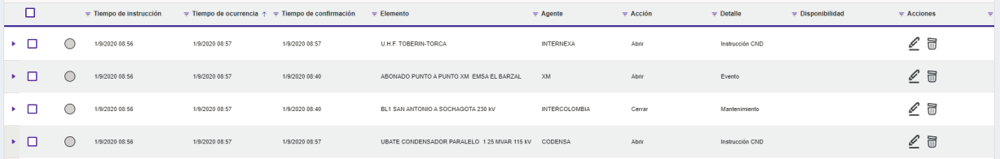 Tiempo de instrucción Tiempo de ocurrencia ↑ Tiempo de confirmación Elemento Agente Acción Detalle Disponibilidad Acciones
1/9/2020 08:56 1/9/2020 08:57 1/9/2020 08:57 U.H.F. TOBERIN-TORCA INTERNEXA Abrir Instrucción CND
1/9/2020 08:56 1/9/2020 08:57 1/9/2020 08:40 ABONADO PUNTO A PUNTO XM EMSA EL BARZAL XM Abrir Evento
1/9/2020 08:56 1/9/2020 08:57 1/9/2020 08:40 BL1 SAN ANTONIO A SOCHAGOTA 230 kV INTERCOLOMBIA Cerrar Mantenimiento
1/9/2020 08:56 1/9/2020 08:57 1/9/2020 08:57 UBATE CONDENSADOR PARALELO 1 25 MVAR 115 kV CODENSA Abrir Instrucción CND